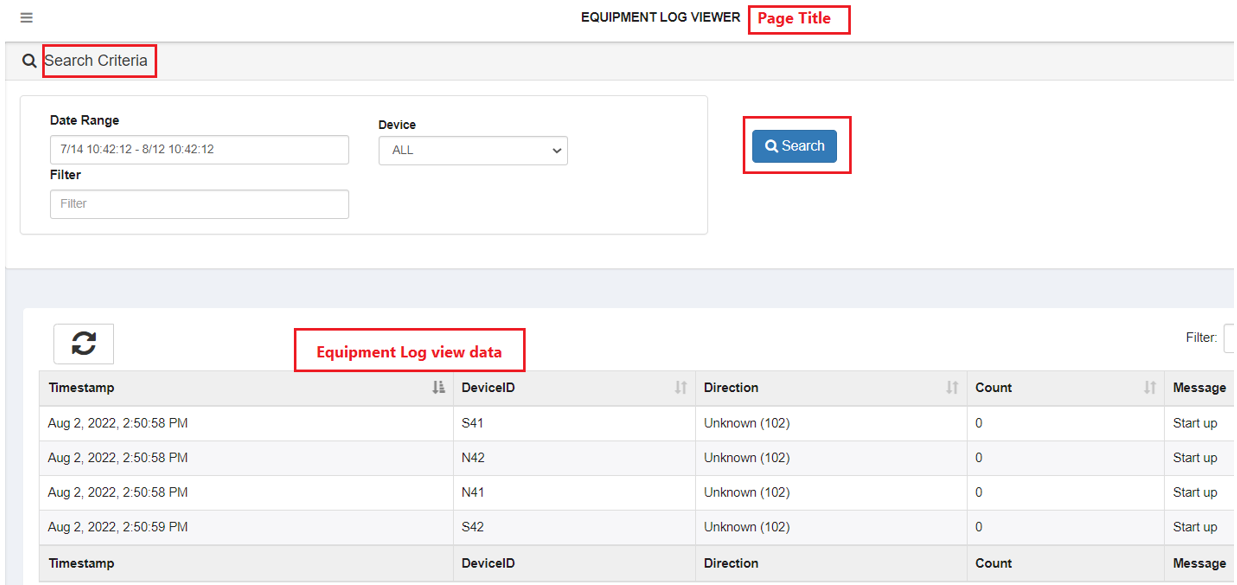 EQUIPMENT LOG VIEWER Page Title
Search Criteria
Date Range
Device
7/14 10:42:12 - 8/12 10:42:12
ALL
Search
Filter
Filter
Filter:
Equipment Log view data
Timestamp DeviceID Direction Count Message
Aug 2, 2022, 2:50:58 PM S41 Unknown (102) 0 Start up
Aug 2, 2022, 2:50:58 PM N42 Unknown (102) 0 Start up
Aug 2, 2022, 2:50:58 PM N41 Unknown (102) 0 Start up
Aug 2, 2022, 2:50:59 PM S42 Unknown (102) 0 Start up
Timestamp DeviceID Direction Count Message